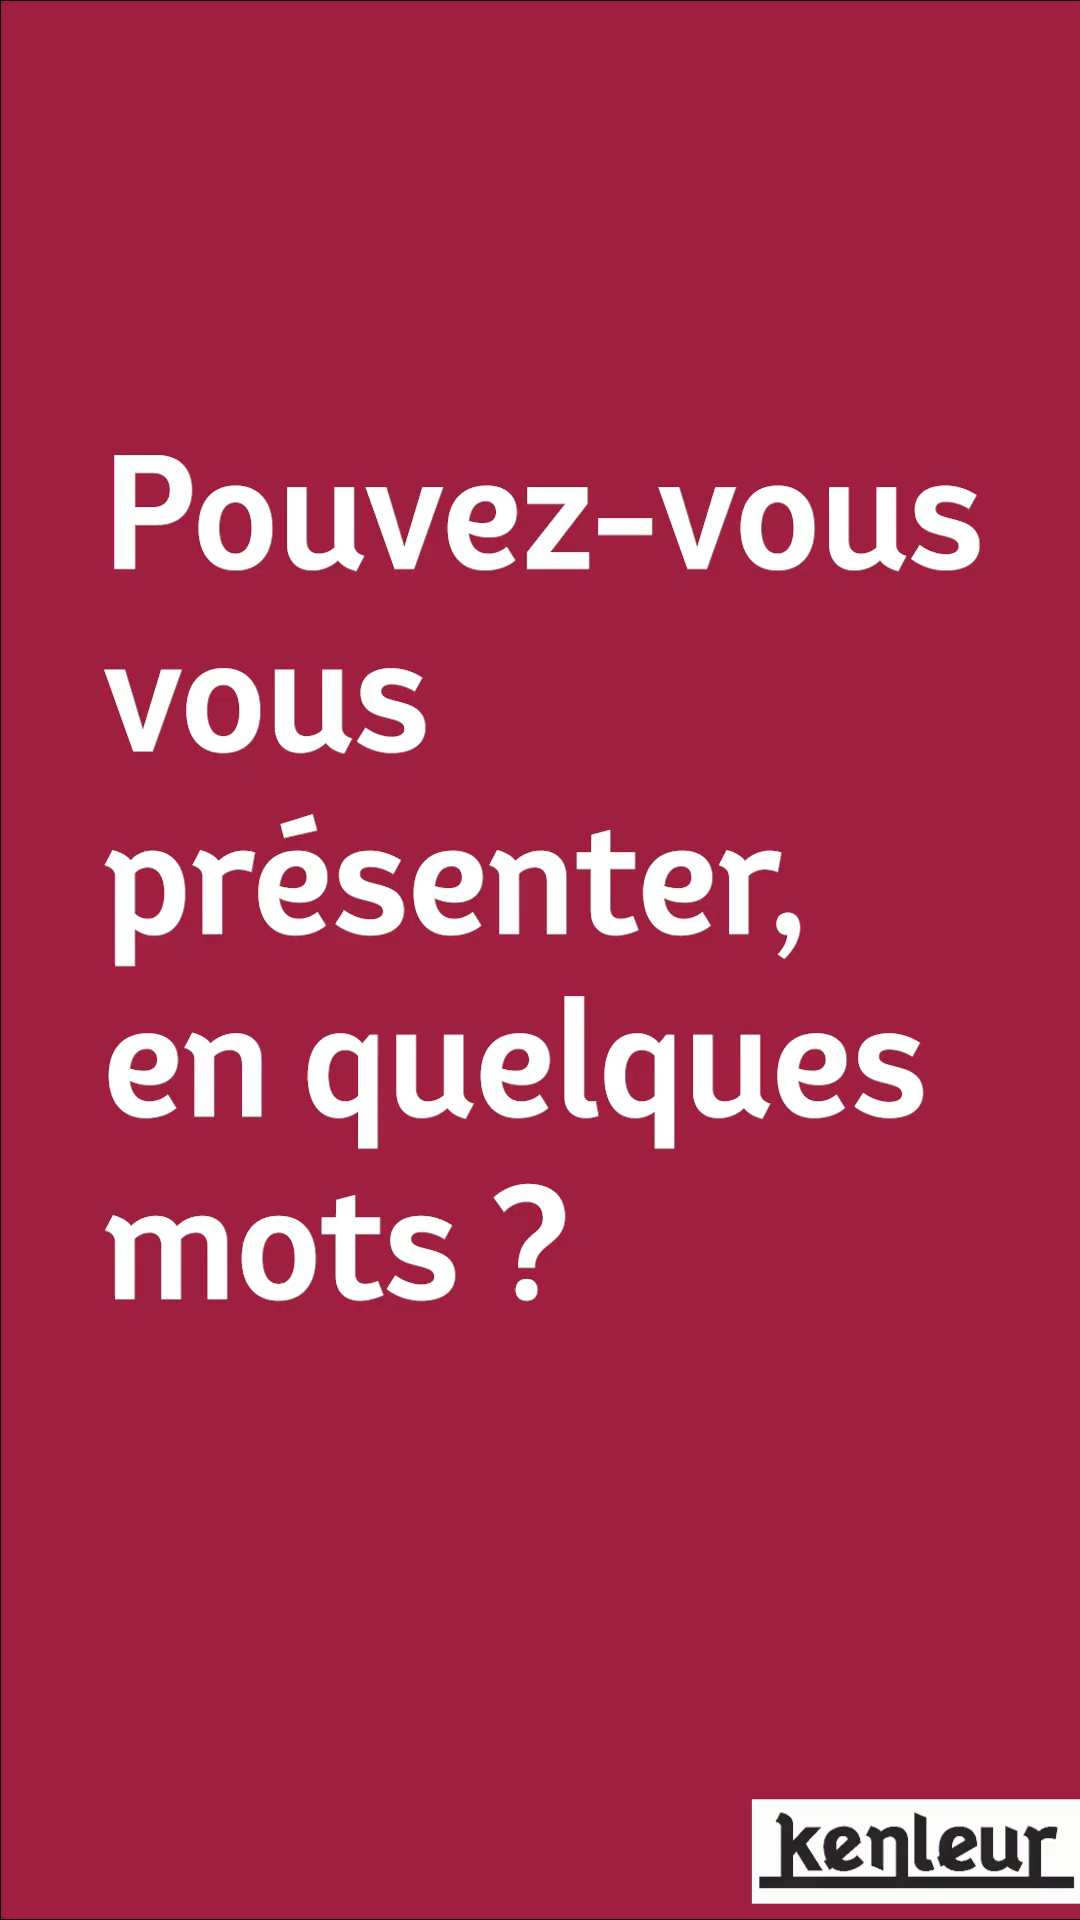 Pouvez-vous
vous
présenter,
en quelques
mots ?
kenleur